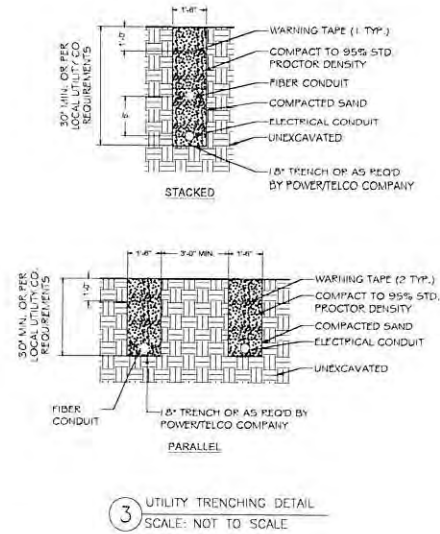 1'-6"
1'-0"
30" MIN. OR PER
LOCAL UTILITY CO.
REQUIREMENTS
WARNING TAPE (1 TYP.)
COMPACT TO 95% STD.
PROCTOR DENSITY
FIBER CONDUIT
COMPACTED SAND
ELECTRICAL CONDUIT
UNEXCAVATED
18" TRENCH OR AS REQ'D
BY POWER/TELCO COMPANY
STACKED
1'-6"
3'-0" MIN.
1'-6"
1'-0"
30" MIN. OR PER
LOCAL UTILITY CO.
REQUIREMENTS
WARNING TAPE (2 TYP.)
COMPACT TO 95% STD.
PROCTOR DENSITY
COMPACTED SAND
ELECTRICAL CONDUIT
UNEXCAVATED
FIBER
CONDUIT
18" TRENCH OR AS REQ'D BY
POWER/TELCO COMPANY
PARALLEL
3
UTILITY TRENCHING DETAIL
SCALE: NOT TO SCALE